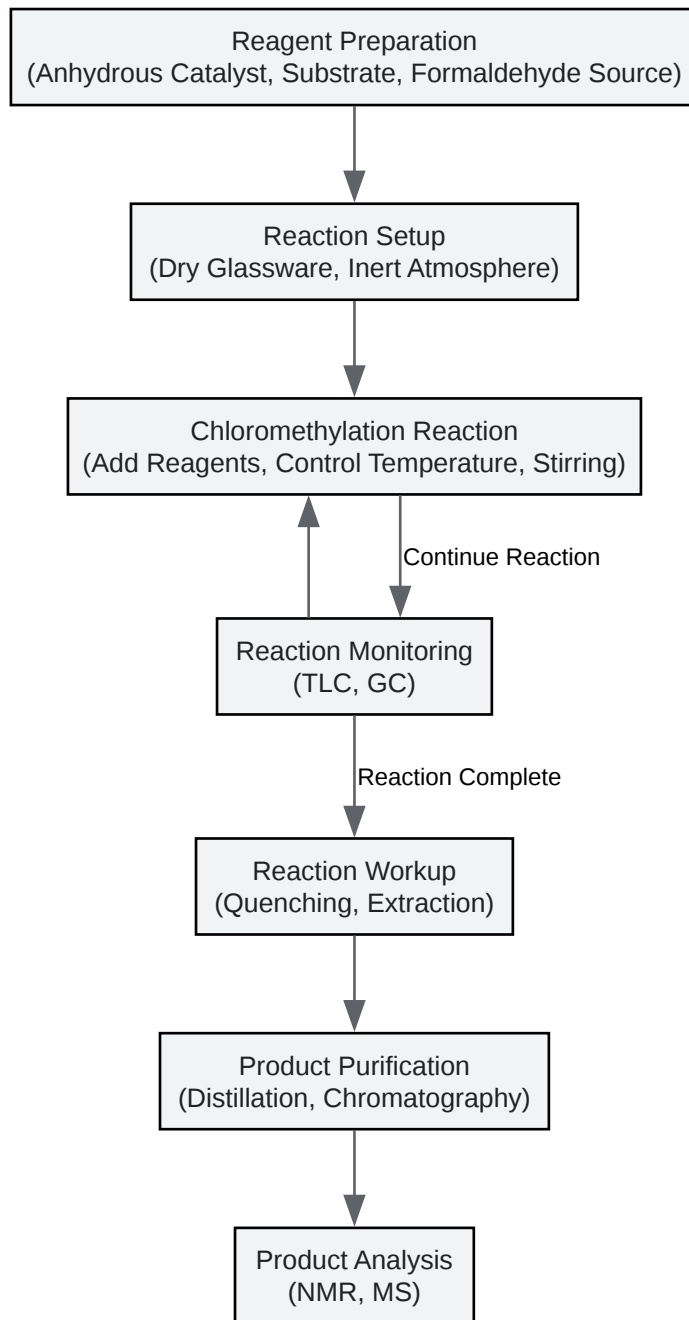 Reagent Preparation
(Anhydrous Catalyst, Substrate, Formaldehyde Source)
Reaction Setup
(Dry Glassware, Inert Atmosphere)
Chloromethylation Reaction
(Add Reagents, Control Temperature, Stirring)
Continue Reaction
Reaction Monitoring
(TLC, GC)
Reaction Complete
Reaction Workup
(Quenching, Extraction)
Product Purification
(Distillation, Chromatography)
Product Analysis
(NMR, MS)